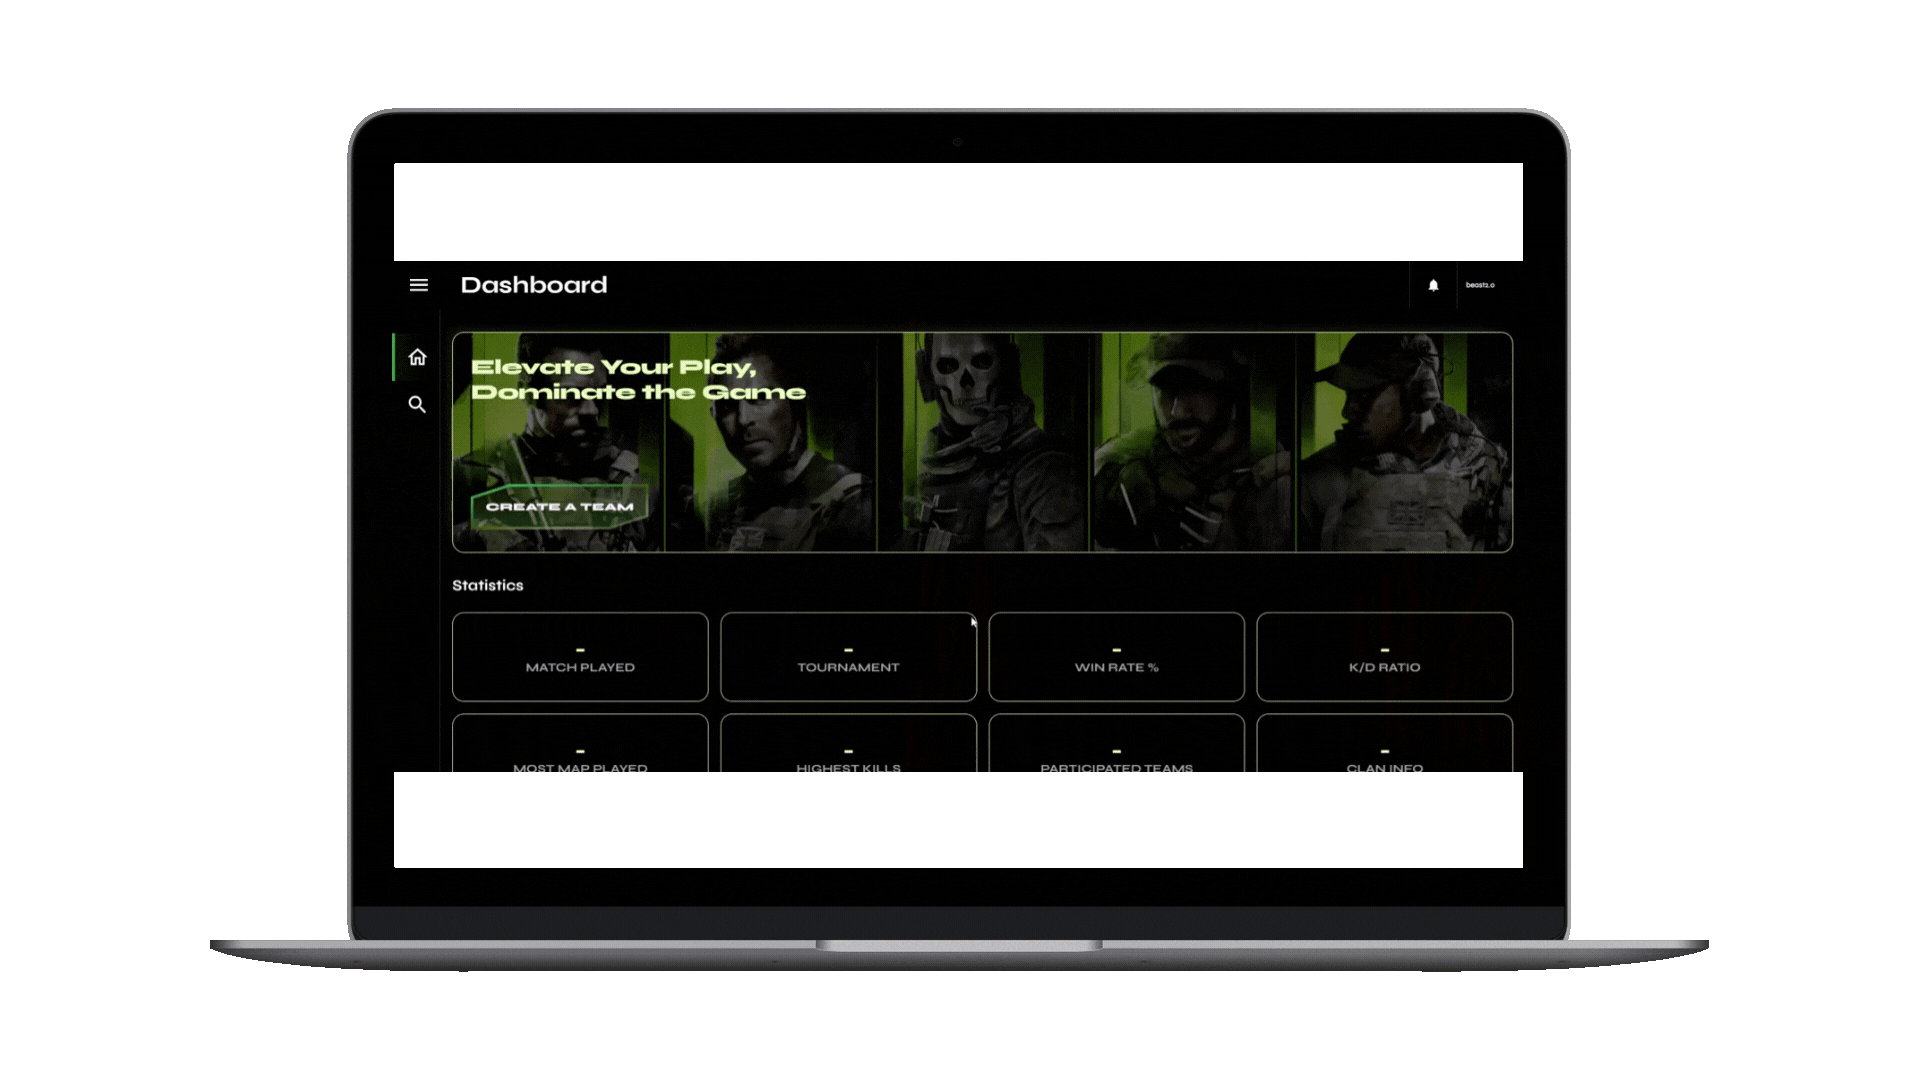 Dashboard
beastz.o
Elevate Your Play,
Dominate the Game
CREATE A TEAM
Statistics
-
MATCH PLAYED
-
TOURNAMENT
-
WIN RATE %
-
K/D RATIO
-
MOST MAP PLAYED
-
HIGHEST KILLS
-
PARTICIPATED TEAMS
-
CLAN INFO